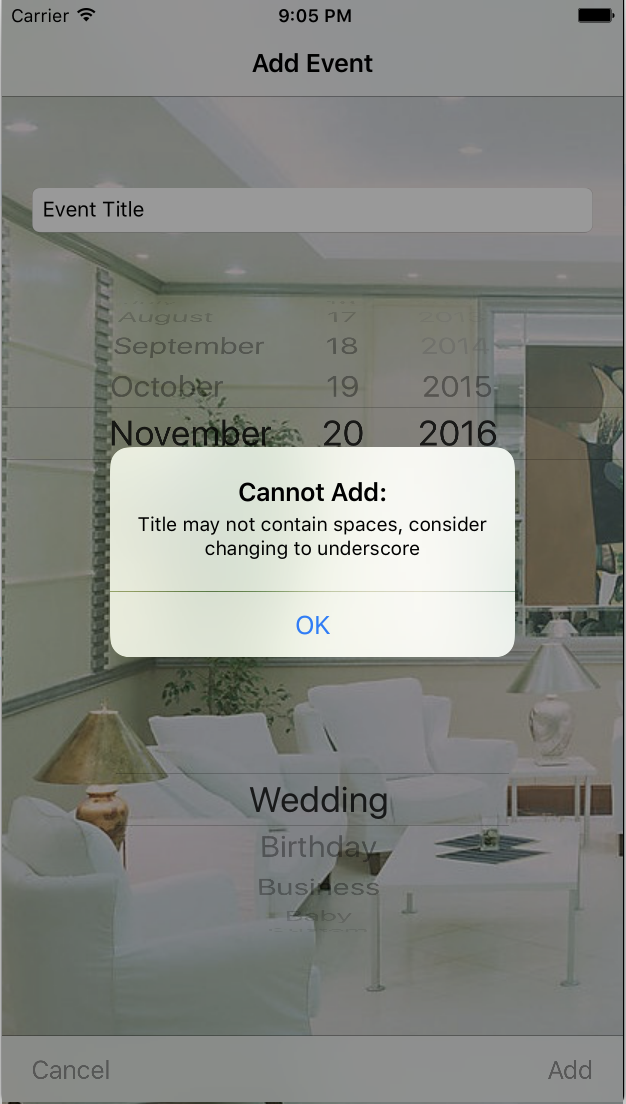 Carrier 9:05 PM
Add Event
Event Title
August 17
September 18 2014
October 19 2015
November 20 2016
Cannot Add:
Title may not contain spaces, consider
changing to underscore
OK
Wedding
Birthday
Business
Baby
Cancel Add